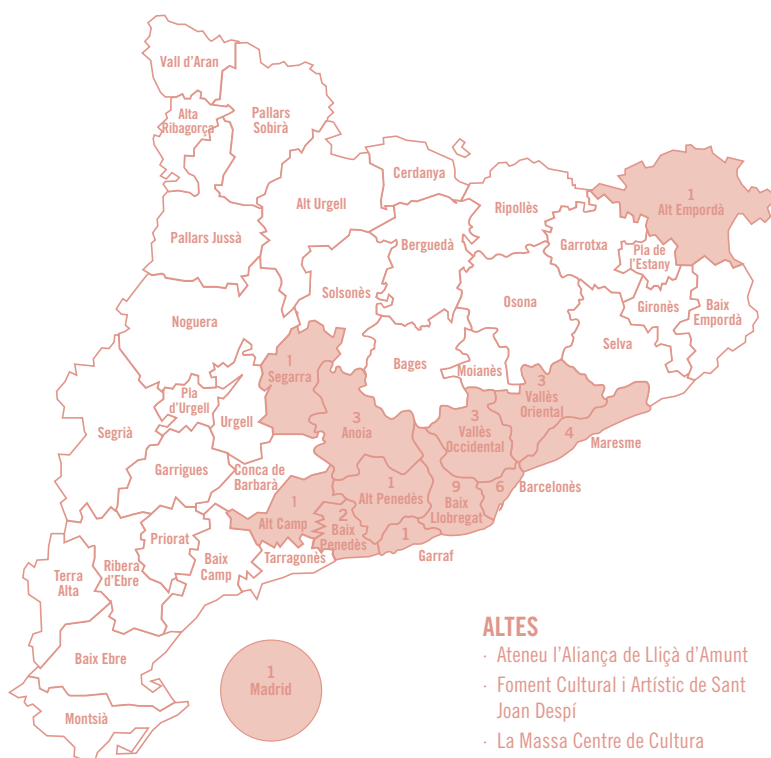 Vall d’Aran
Alta
Ribagorça
Pallars
Sobirà
Cerdanya
1
Alt Empordà
Alt Urgell
Ripollès
Pallars Jussà
Berguedà
Garrotxa
Pla de
l’Estany
Solsonès
Osona
Gironès
Baix
Empordà
Noguera
Selva
1
Segarra
Bages
Moianès
3
Vallès
Oriental
Pla
d’Urgell
Urgell
Segrià
3
Anoia
3
Vallès
Occidental
4
Maresme
Garrigues
Conca de
Barbarà
1
Alt Penedès
9
Baix
Llobregat
6
Barcelonès
1
Alt Camp
2
Baix
Penedès
1
Garraf
Priorat
Baix
Camp
Tarragonès
Terra
Alta
Ribera
d’Ebre
Baix Ebre
Montsià
1
Madrid
ALTES
· Ateneu l’Aliança de Lliçà d’Amunt
· Foment Cultural i Artístic de Sant
Joan Despí
· La Massa Centre de Cultura